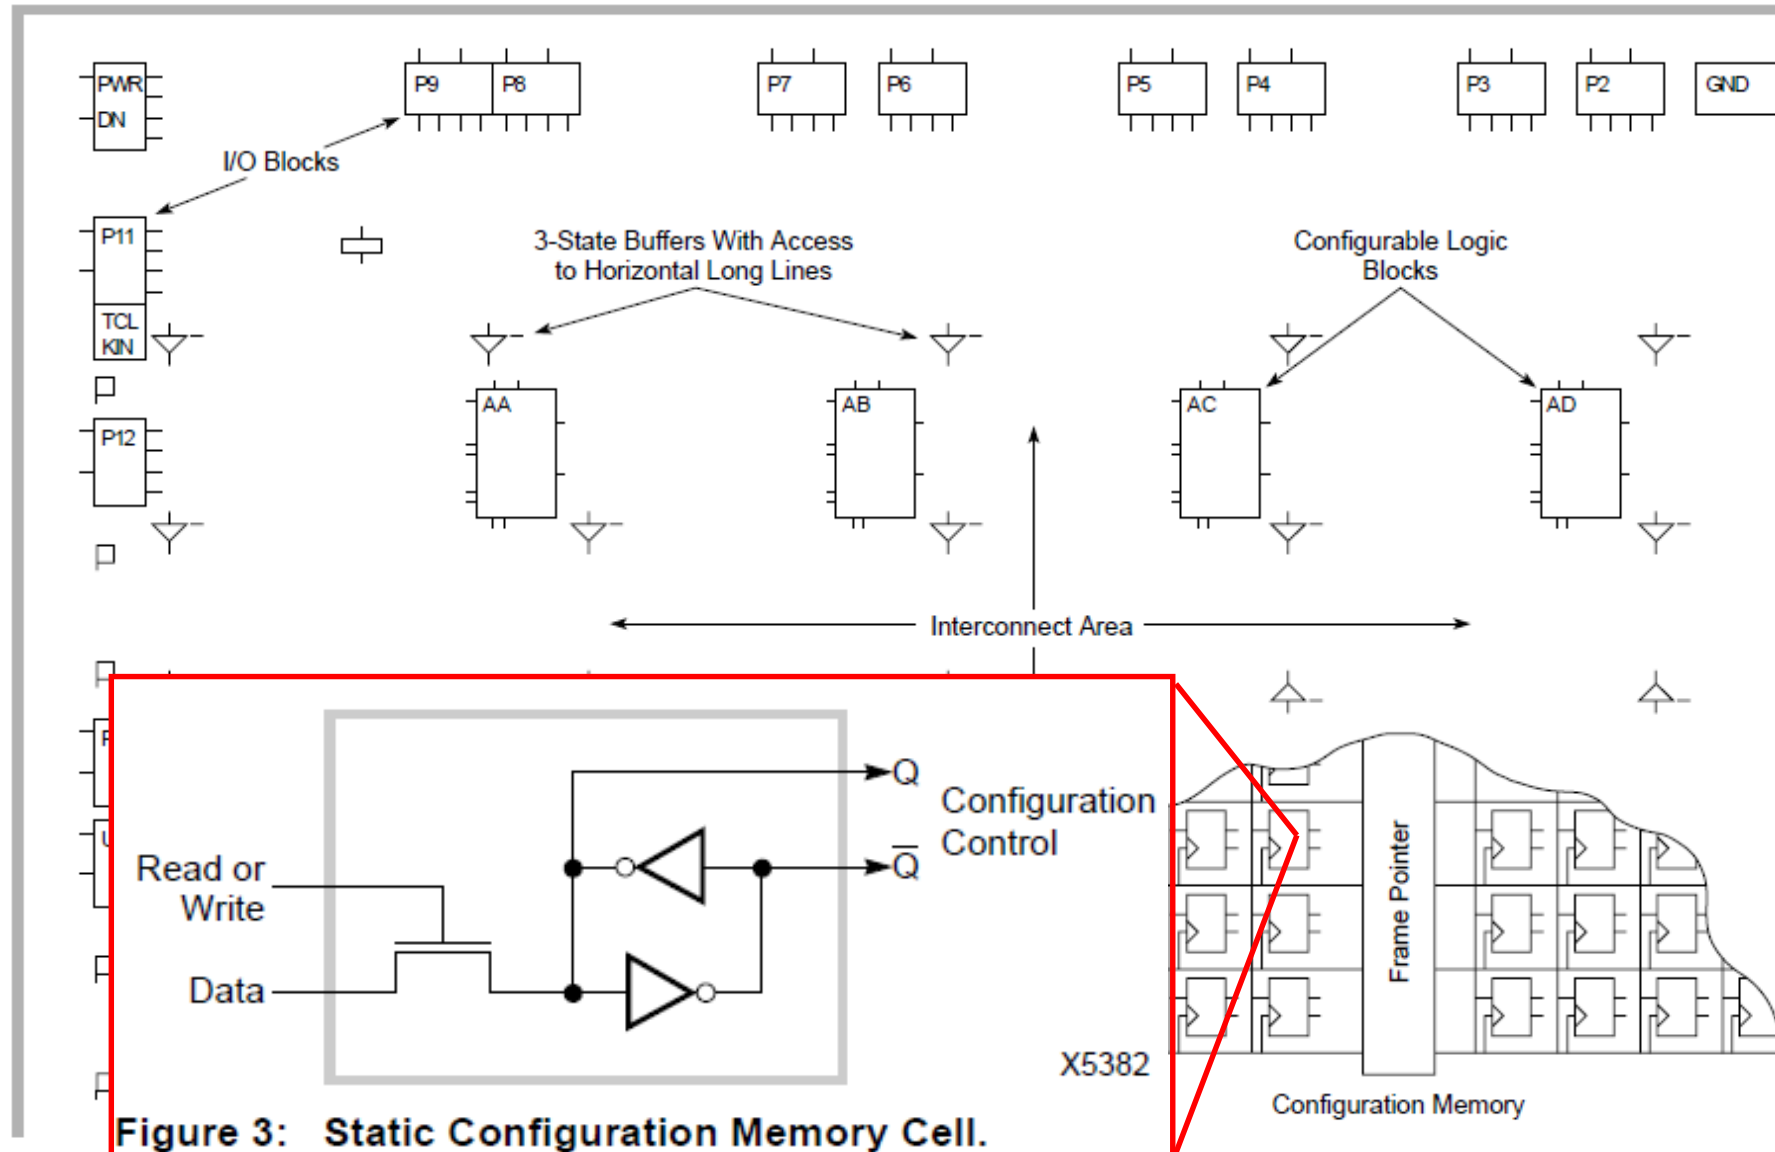 PWR
DN
P9
P8
P7
P6
P5
P4
P3
P2
GND
I/O Blocks
P11
TCL
KIN
3-State Buffers With Access
to Horizontal Long Lines
Configurable Logic
Blocks
P12
AA
AB
AC
AD
Interconnect Area
Read or
Write
Data
Q
Q̅
Configuration
Control
Frame Pointer
X5382
Configuration Memory
Figure 3: Static Configuration Memory Cell.